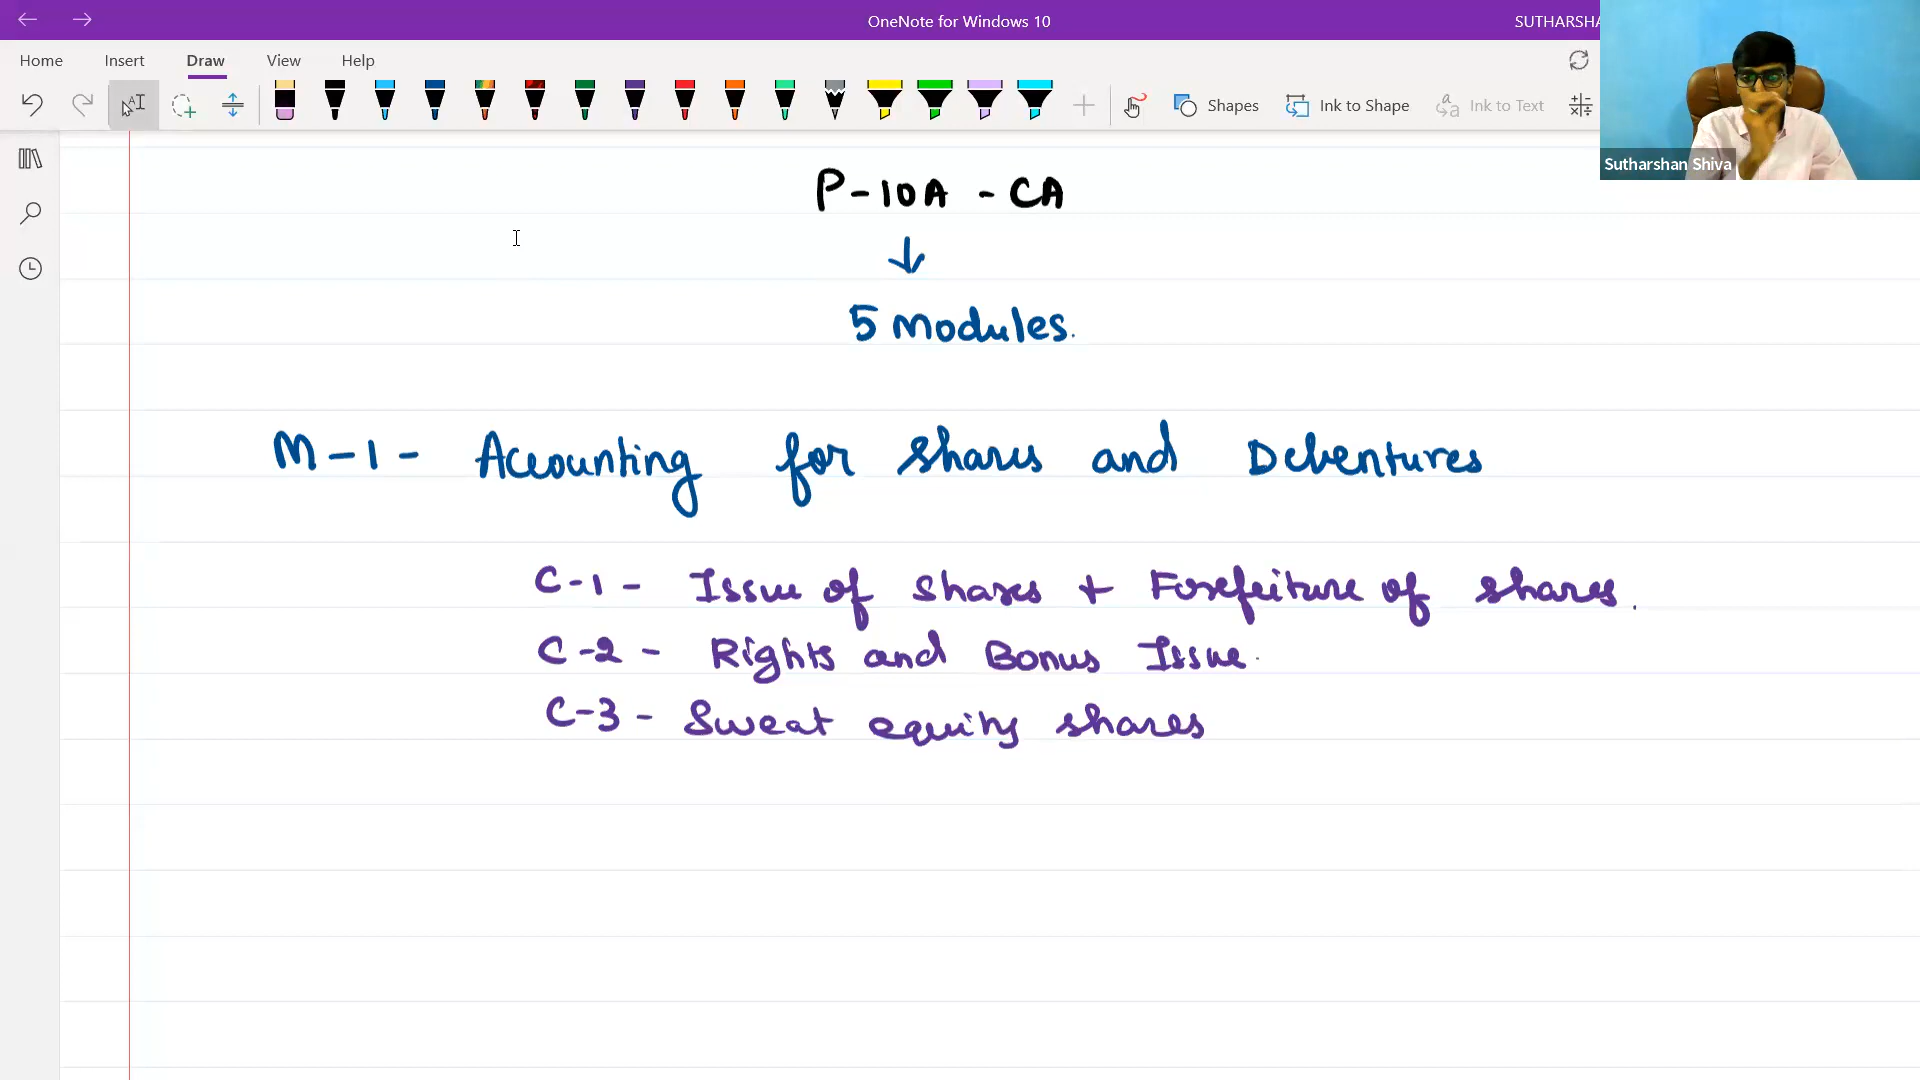 OneNote for Windows 10
SUTHARSHA
Home Insert Draw View Help
Shapes Ink to Shape Ink to Text
Sutharshan Shiva
P-10A - CA
5 Modules.
M-1- Accounting for shares and Debentures
C-1 - Issue of shares + Forefeiture of shares.
C-2 - Rights and Bonus Issue.
C-3 - Sweat equity shares